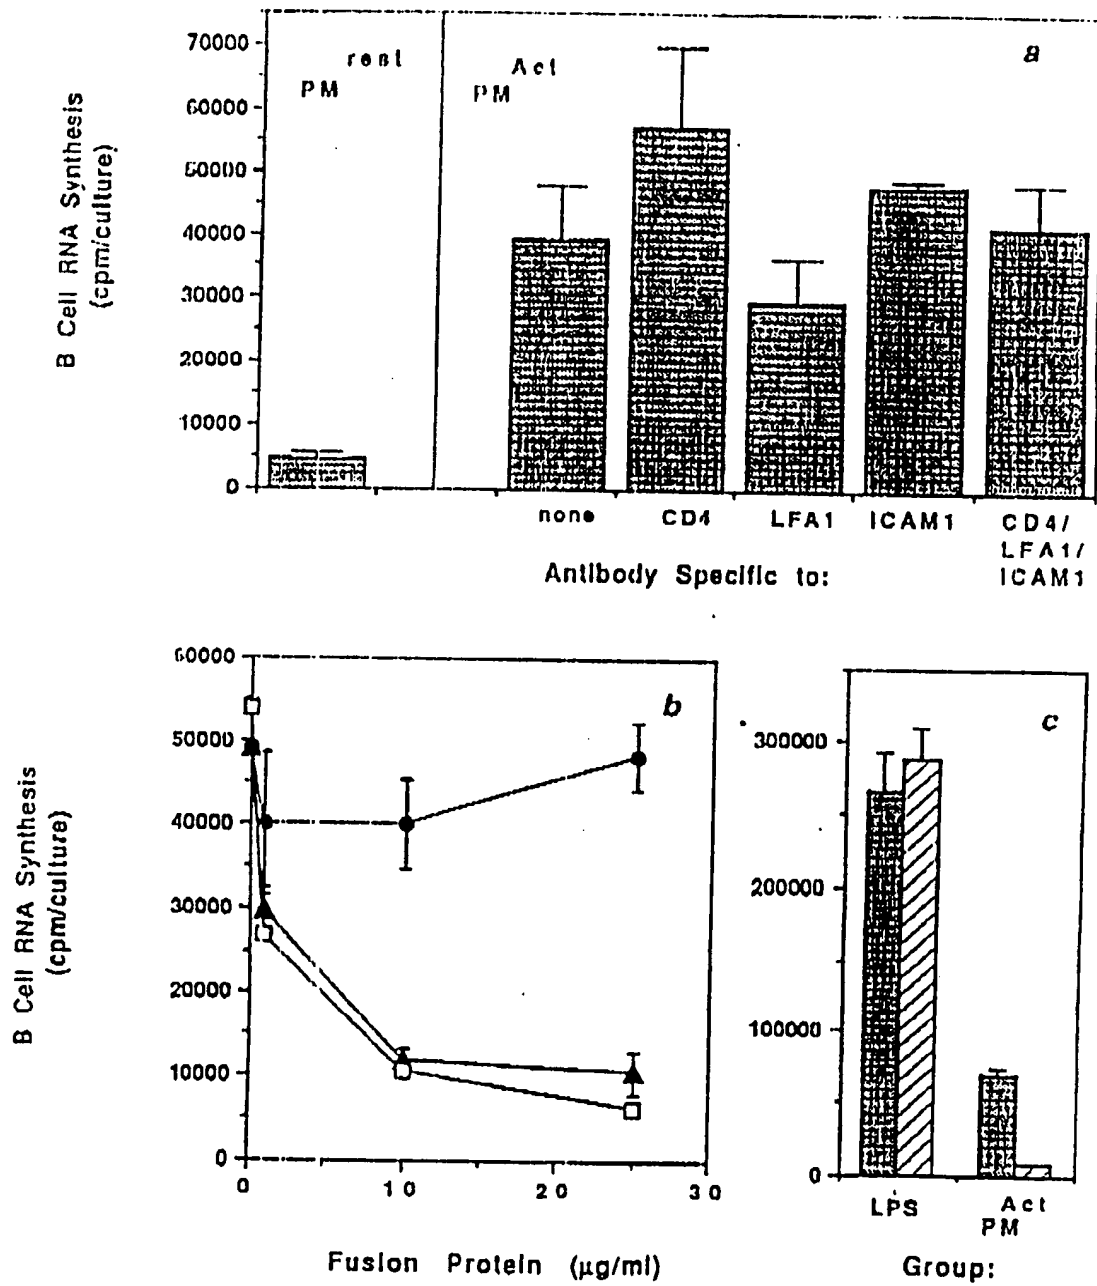 a
rest
PM
Act
PM
B Cell RNA Synthesis
(cpm/culture)
70000
60000
50000
40000
30000
20000
10000
0
none
CD4
LFA1
ICAM1
CD4/
LFA1/
ICAM1
Antibody Specific to:
b
B Cell RNA Synthesis
(cpm/culture)
60000
50000
40000
30000
20000
10000
0
0
10
20
30
Fusion Protein (μg/ml)
c
300000
200000
100000
0
LPS
Act
PM
Group: